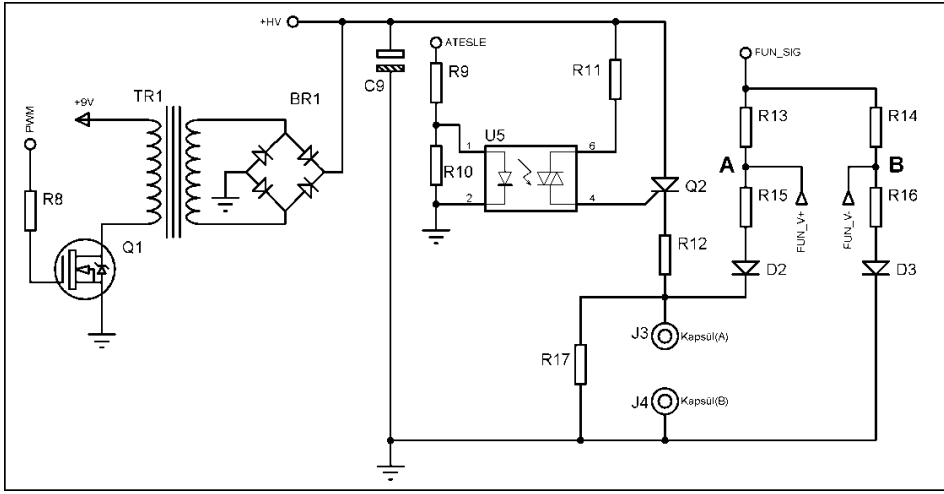 +HV
ATESLE
FUN_SIG
PWM
+9V
TR1
BR1
C9
R9
R11
R13
R14
U5
1
6
A
B
R10
R8
2
4
Q2
R15
R16
FUN_V+
FUN_V-
Q1
R12
D2
D3
J3
Kapsül(A)
R17
J4
Kapsül(B)